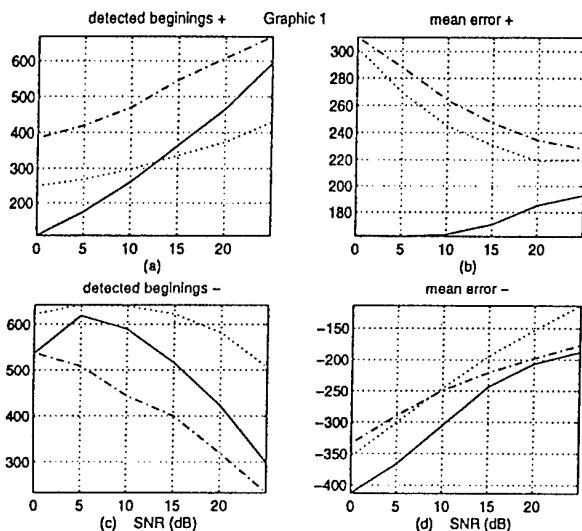 detected beginings + Graphic 1 mean error +
600
500
400
300
200
0 5 10 15 20
(a)
300
280
260
240
220
200
180
0 5 10 15 20
(b)
detected beginings –
600
500
400
300
0 5 10 15 20
(c) SNR (dB)
mean error –
-150
-200
-250
-300
-350
-400
0 5 10 15 20
(d) SNR (dB)